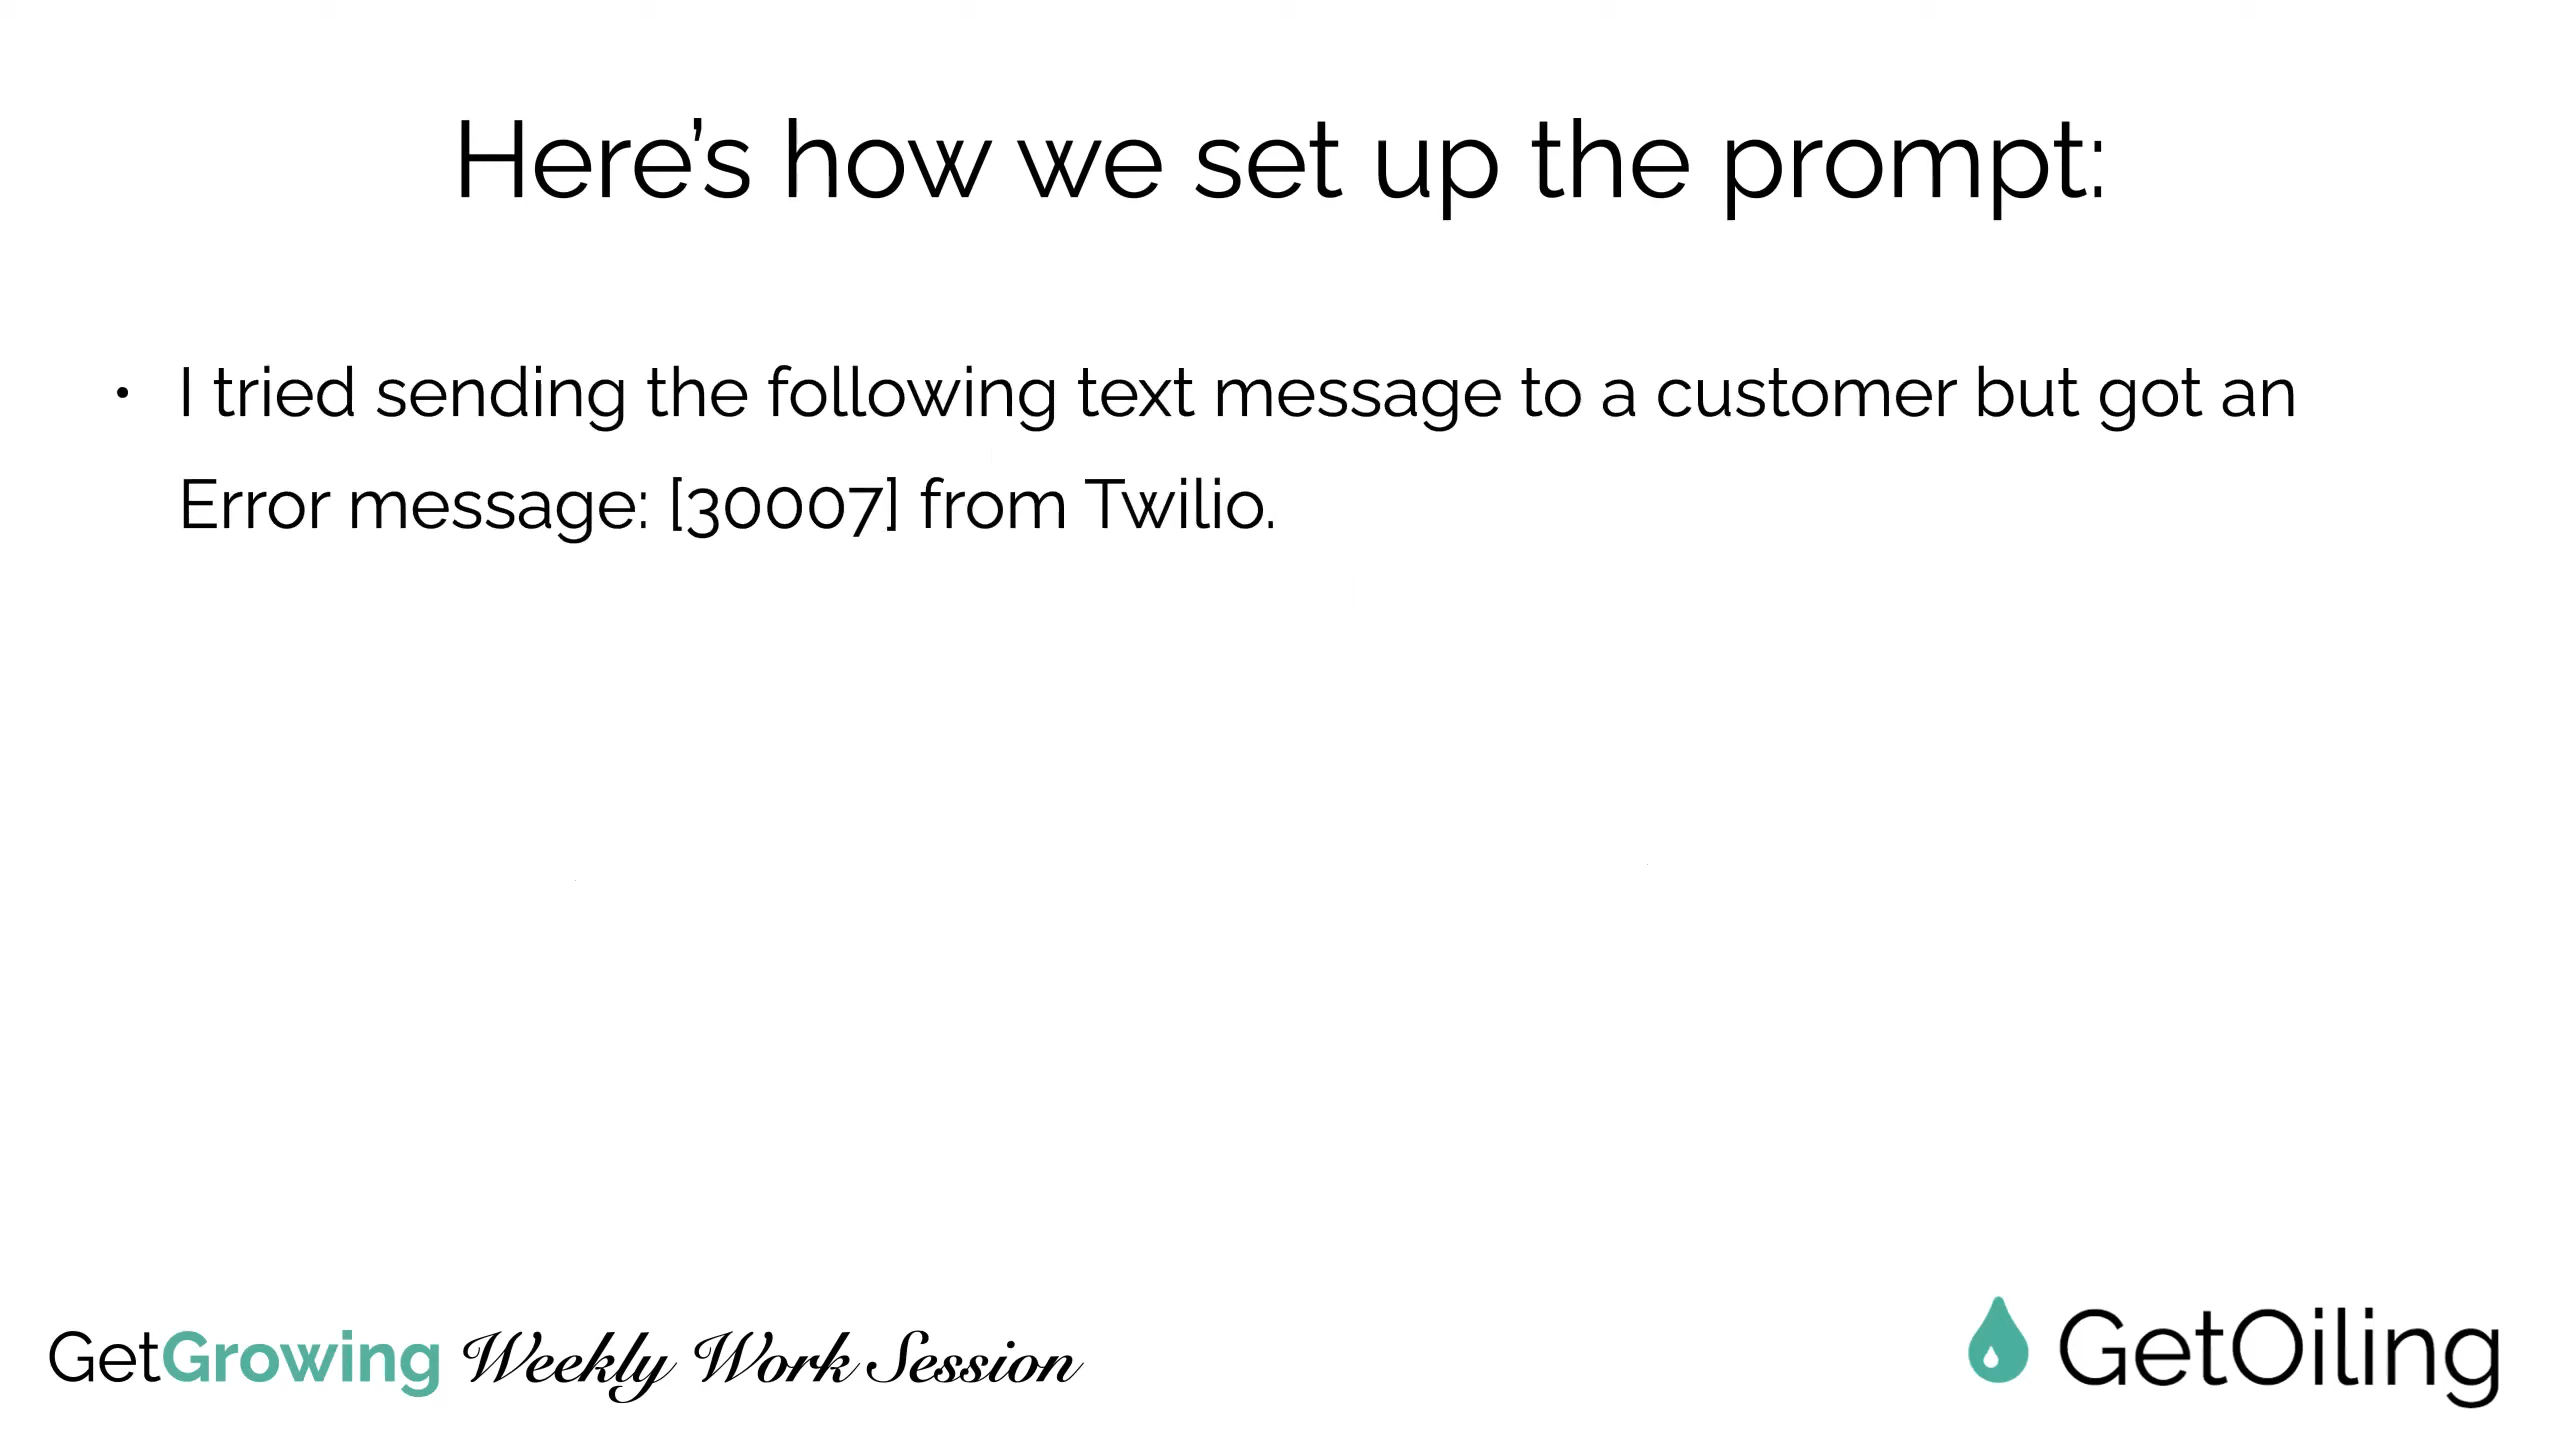 Here’s how we set up the prompt:
• I tried sending the following text message to a customer but got an
Error message: [30007] from Twilio.
GetGrowing Weekly Work Session
GetOiling